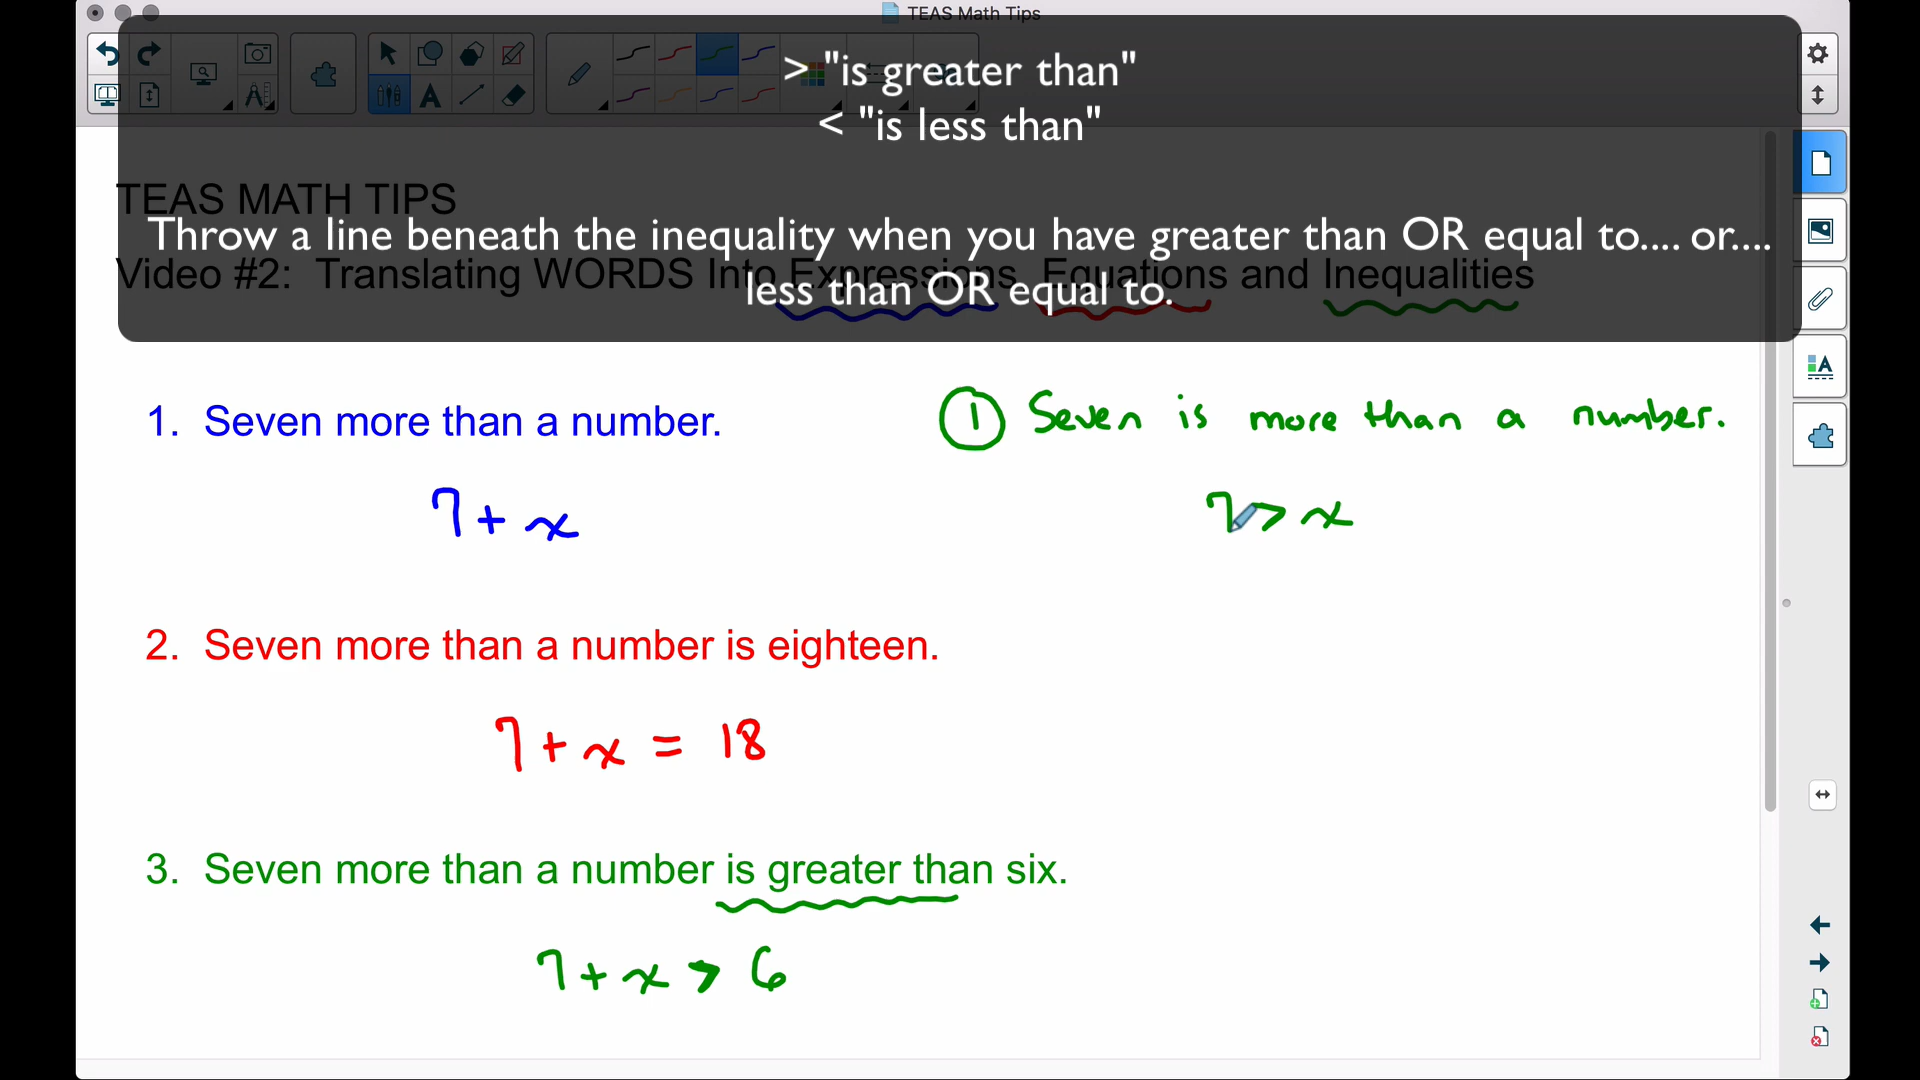 TEAS Math Tips
> "is greater than"
< "is less than"
TEAS MATH TIPS
Throw a line beneath the inequality when you have greater than OR equal to.... or....
less than OR equal to.
Video #2: Translating WORDS Into Expressions, Equations and Inequalities
1. Seven more than a number.
① Seven is more than a number.
7 + x
7 > x
2. Seven more than a number is eighteen.
7 + x = 18
3. Seven more than a number is greater than six.
7 + x > 6